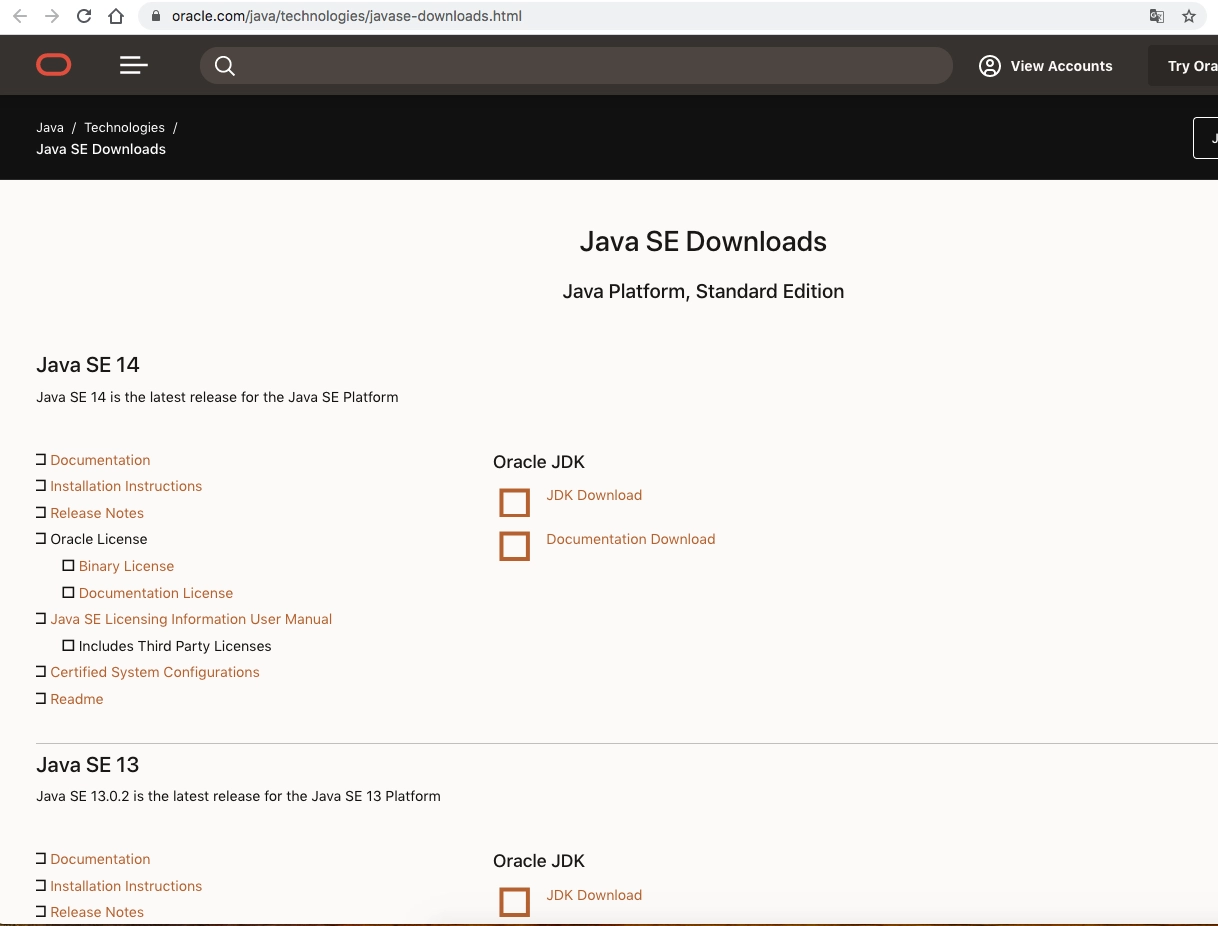 oracle.com/java/technologies/javase-downloads.html
View Accounts
Try Ora
Java / Technologies /
Java SE Downloads
J
Java SE Downloads
Java Platform, Standard Edition
Java SE 14
Java SE 14 is the latest release for the Java SE Platform
Documentation
Installation Instructions
Release Notes
Oracle License
Binary License
Documentation License
Java SE Licensing Information User Manual
Includes Third Party Licenses
Certified System Configurations
Readme
Oracle JDK
JDK Download
Documentation Download
Java SE 13
Java SE 13.0.2 is the latest release for the Java SE 13 Platform
Documentation
Installation Instructions
Release Notes
Oracle JDK
JDK Download